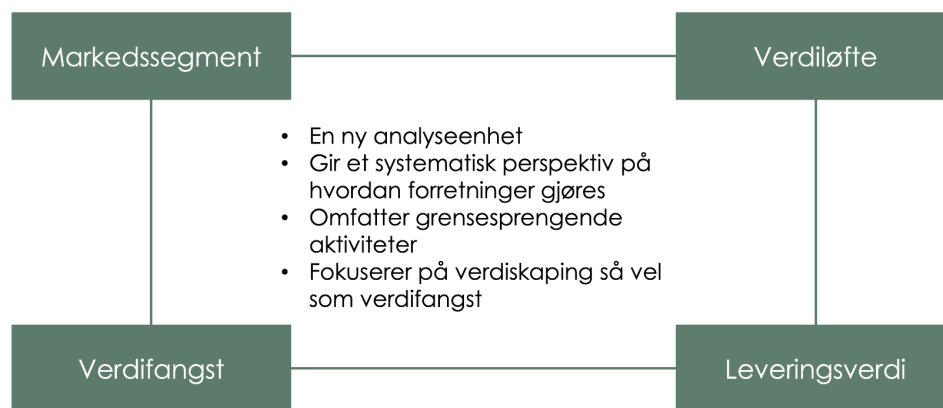 Markedssegment
Verdiløfte
• En ny analyseenhet
• Gir et systematisk perspektiv på
hvordan forretninger gjøres
• Omfatter grensesprengende
aktiviteter
• Fokuserer på verdiskaping så vel
som verdifangst
Verdifangst
Leveringsverdi